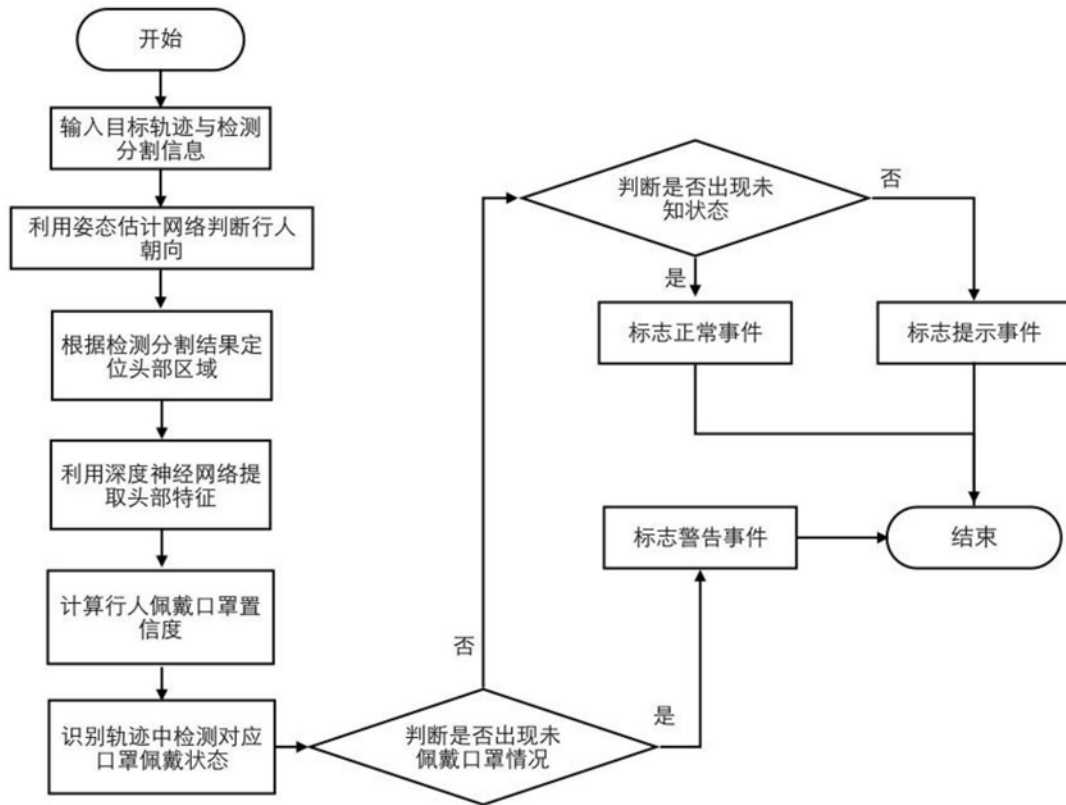 开始
输入目标轨迹与检测
分割信息
利用姿态估计网络判断行人
朝向
根据检测分割结果定
位头部区域
利用深度神经网络提
取头部特征
计算行人佩戴口罩置
信度
识别轨迹中检测对应
口罩佩戴状态
判断是否出现未
佩戴口罩情况
否
是
判断是否出现未
知状态
否
是
标志正常事件
标志提示事件
标志警告事件
结束